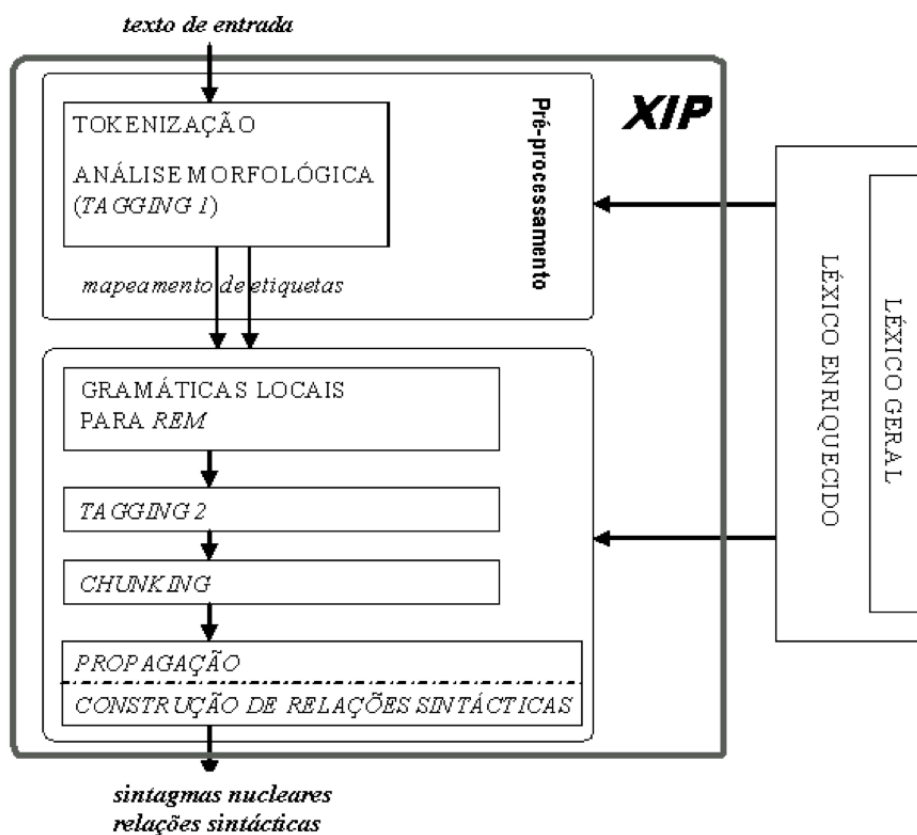 texto de entrada
XIP
Pré-processamento
TOKENIZAÇÃO
ANÁLISE MORFOLÓGICA
(TAGGING 1)
mapeamento de etiquetas
GRAMÁTICAS LOCAIS
PARA REM
TAGGING 2
CHUNKING
PROPAGAÇÃO
CONSTRUÇÃO DE RELAÇÕES SINTÁCTICAS
LÉXICO ENRIQUECIDO
LÉXICO GERAL
sintagmas nucleares
relações sintácticas